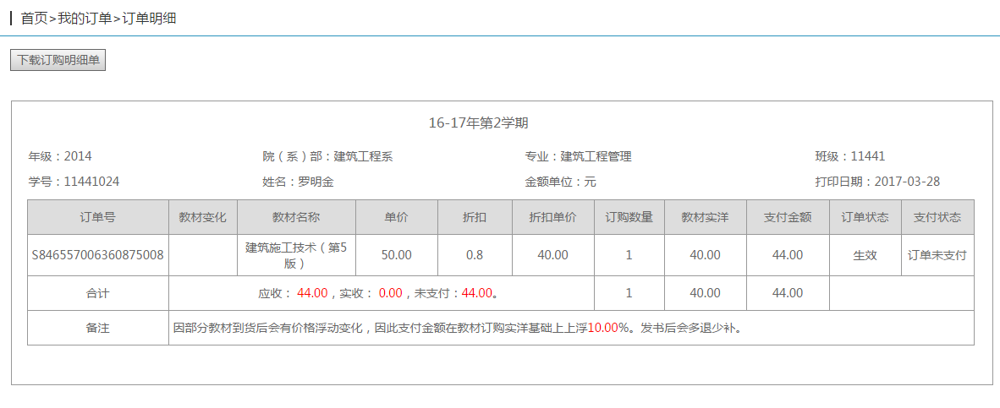 首页>我的订单>订单明细
下载订购明细单
16-17年第2学期
年级：2014 院（系）部：建筑工程系 专业：建筑工程管理 班级：11441
学号：11441024 姓名：罗明金 金额单位：元 打印日期：2017-03-28
订单号 教材变化 教材名称 单价 折扣 折扣单价 订购数量 教材实洋 支付金额 订单状态 支付状态
S846557006360875008 建筑施工技术（第5版） 50.00 0.8 40.00 1 40.00 44.00 生效 订单未支付
合计 应收： 44.00，实收： 0.00，未支付：44.00。 1 40.00 44.00
备注 因部分教材到货后会有价格浮动变化，因此支付金额在教材订购实洋基础上上浮10.00%。发书后会多退少补。